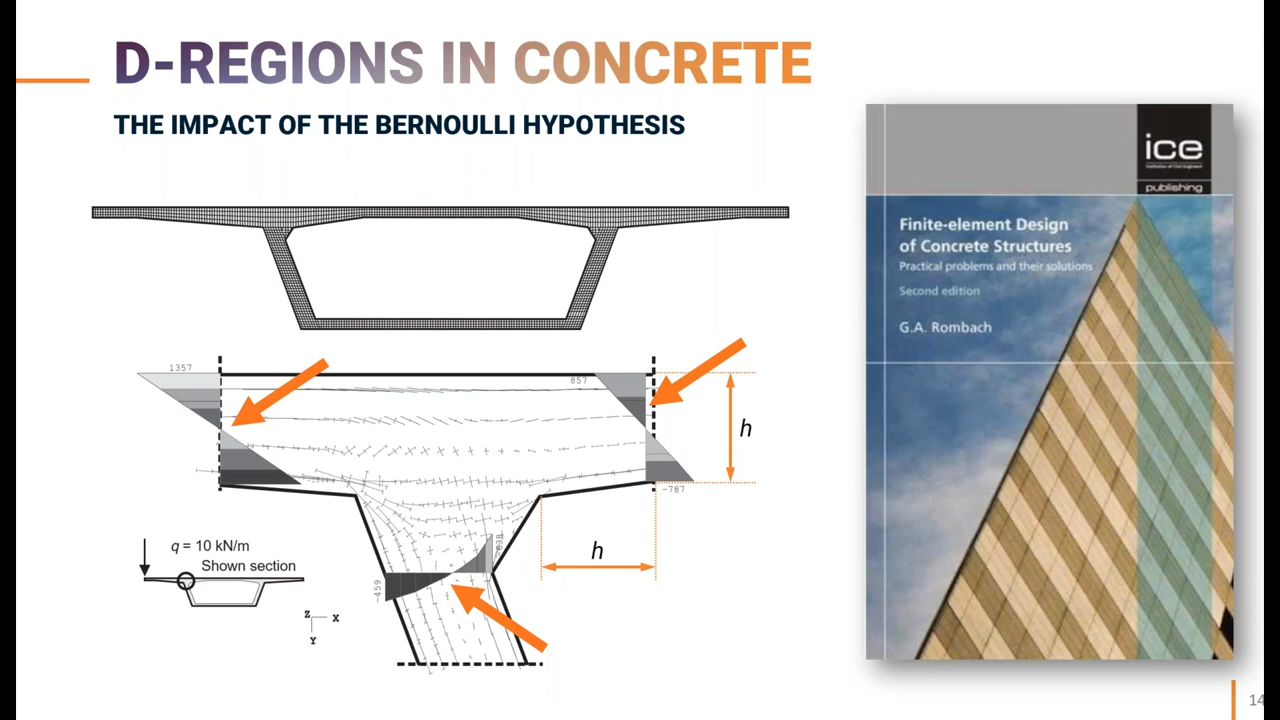 D-REGIONS IN CONCRETE
THE IMPACT OF THE BERNOULLI HYPOTHESIS
ice
publishing
Finite-element Design
of Concrete Structures
Practical problems and their solutions
Second edition
G.A. Rombach
1357
857
h
-787
h
-459
q = 10 kN/m
Shown section
Z
X
Y
14